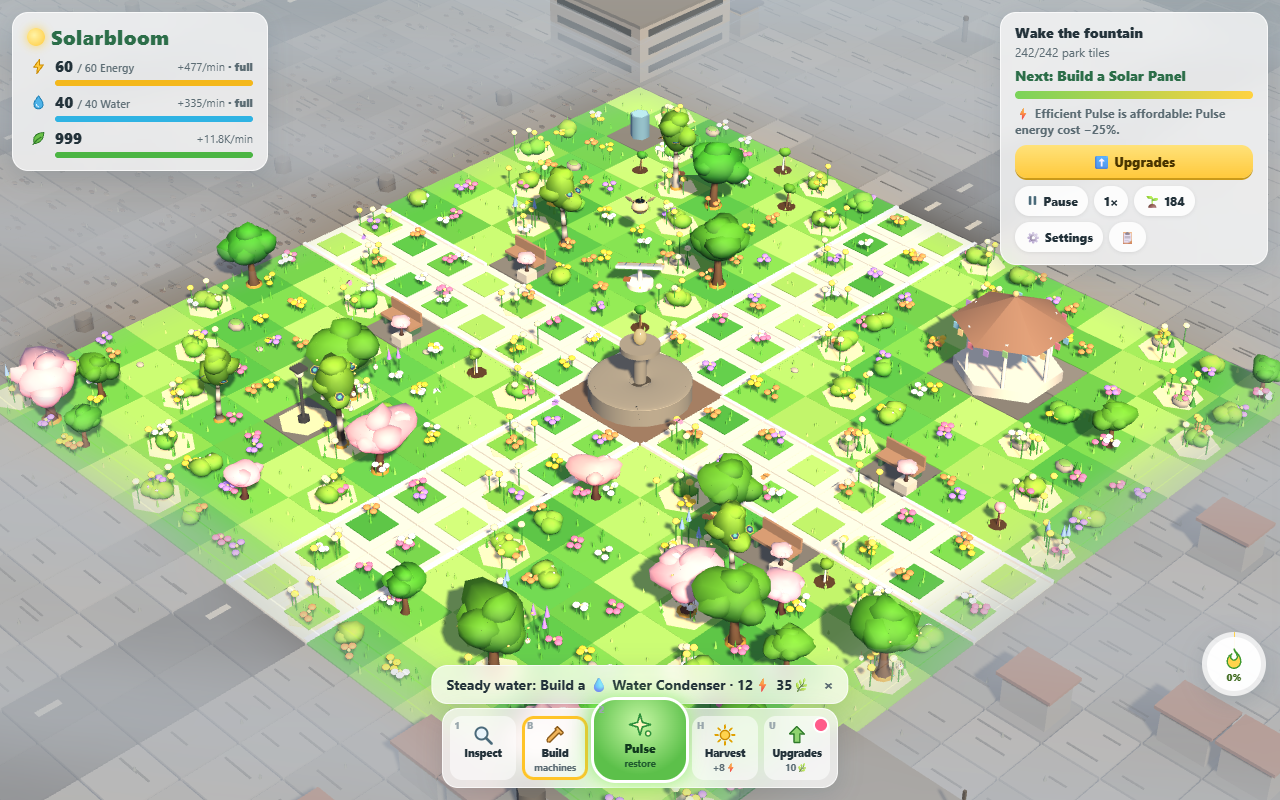 Solarbloom
60 / 60 Energy +477/min • full
40 / 40 Water +335/min • full
999 +11.8K/min
Wake the fountain
242/242 park tiles
Next: Build a Solar Panel
Efficient Pulse is affordable: Pulse
energy cost −25%.
Upgrades
Pause 1× 184
Settings
0%
Steady water: Build a Water Condenser · 12 35 ×
1 Inspect
B Build
machines
Pulse
restore
H Harvest
+8
U Upgrades
10